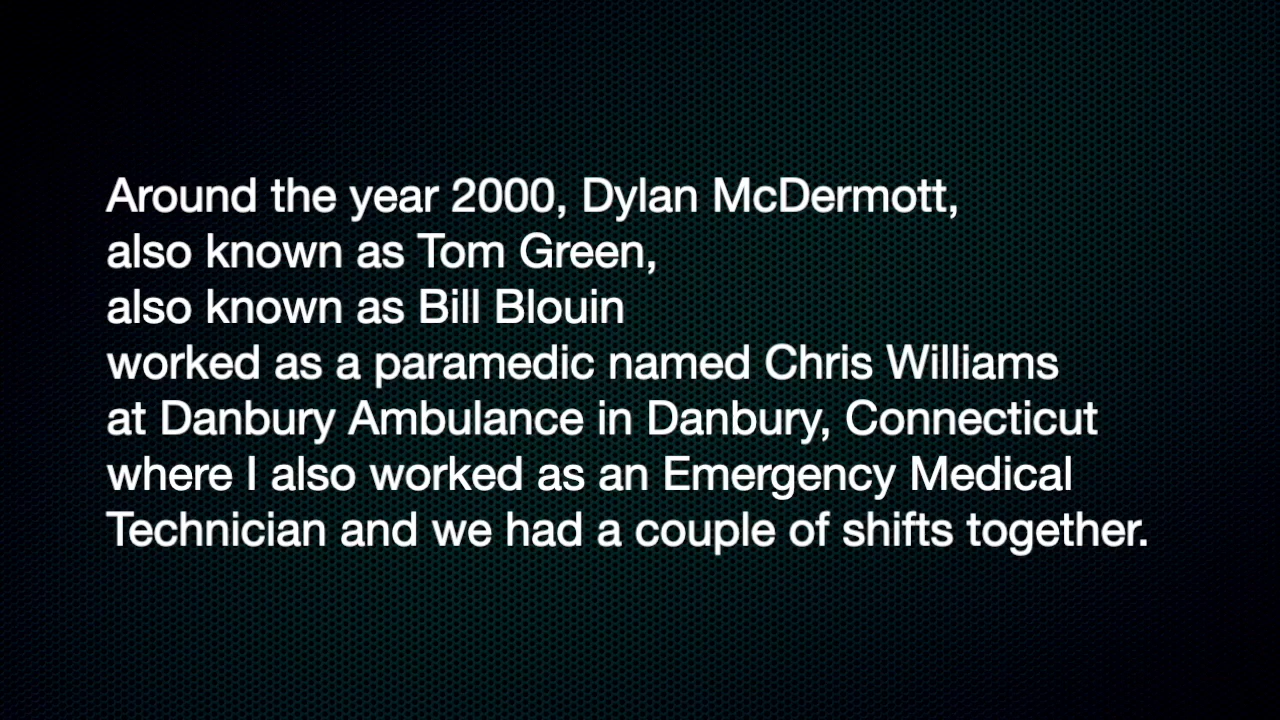 Around the year 2000, Dylan McDermott,
also known as Tom Green,
also known as Bill Blouin
worked as a paramedic named Chris Williams
at Danbury Ambulance in Danbury, Connecticut
where I also worked as an Emergency Medical
Technician and we had a couple of shifts together.